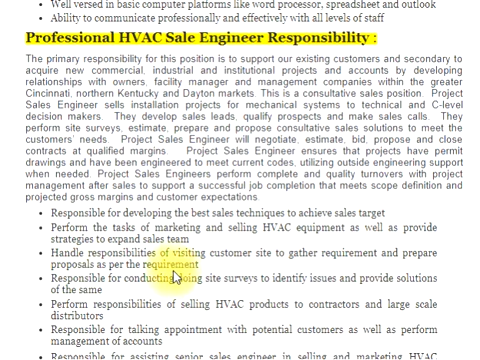 Well versed in basic computer platforms like word processor, spreadsheet and outlook
Ability to communicate professionally and effectively with all levels of staff
Professional HVAC Sale Engineer Responsibility :
The primary responsibility for this position is to support our existing customers and secondary to
acquire new commercial, industrial and institutional projects and accounts by developing
relationships with owners, facility manager and management companies within the greater
Cincinnati, northern Kentucky and Dayton markets. This is a consultative sales position. Project
Sales Engineer sells installation projects for mechanical systems to technical and C-level
decision makers. They develop sales leads, qualify prospects and make sales calls. They
perform site surveys, estimate, prepare and propose consultative sales solutions to meet the
customers' needs. Project Sales Engineer will negotiate, estimate, bid, propose and close
contracts at qualified margins. Project Sales Engineer ensures that projects have permit
drawings and have been engineered to meet current codes, utilizing outside engineering support
when needed. Project Sales Engineers perform complete and quality turnovers with project
management after sales to support a successful job completion that meets scope definition and
projected gross margins and customer expectations.
Responsible for developing the best sales techniques to achieve sales target
Perform the tasks of marketing and selling HVAC equipment as well as provide
strategies to expand sales team
Handle responsibilities of visiting customer site to gather requirement and prepare
proposals as per the requirement
Responsible for conducting doing site surveys to identify issues and provide solutions
of the same
Perform responsibilities of selling HVAC products to contractors and large scale
distributors
Responsible for talking appointment with potential customers as well as perform
management of accounts
Responsible for assisting senior sales engineer in selling and marketing HVAC